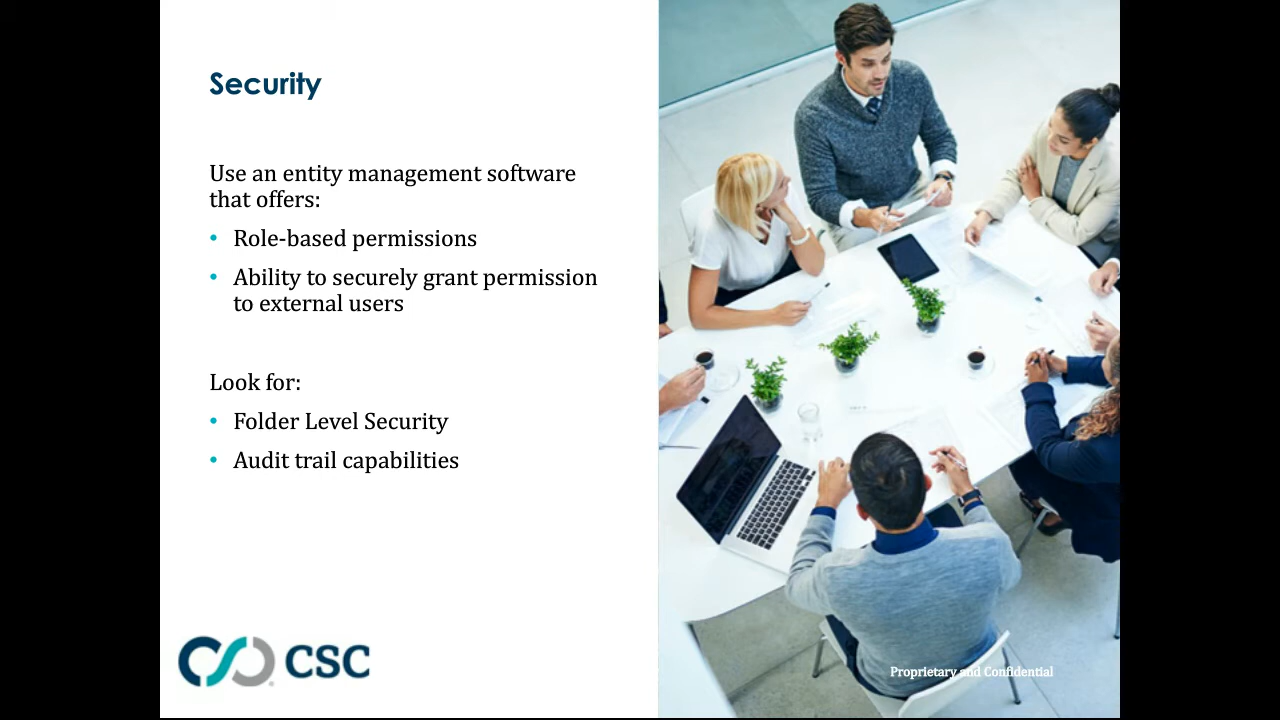 Security
Use an entity management software
that offers:
• Role-based permissions
• Ability to securely grant permission
to external users
Look for:
• Folder Level Security
• Audit trail capabilities
CSC
Proprietary and Confidential